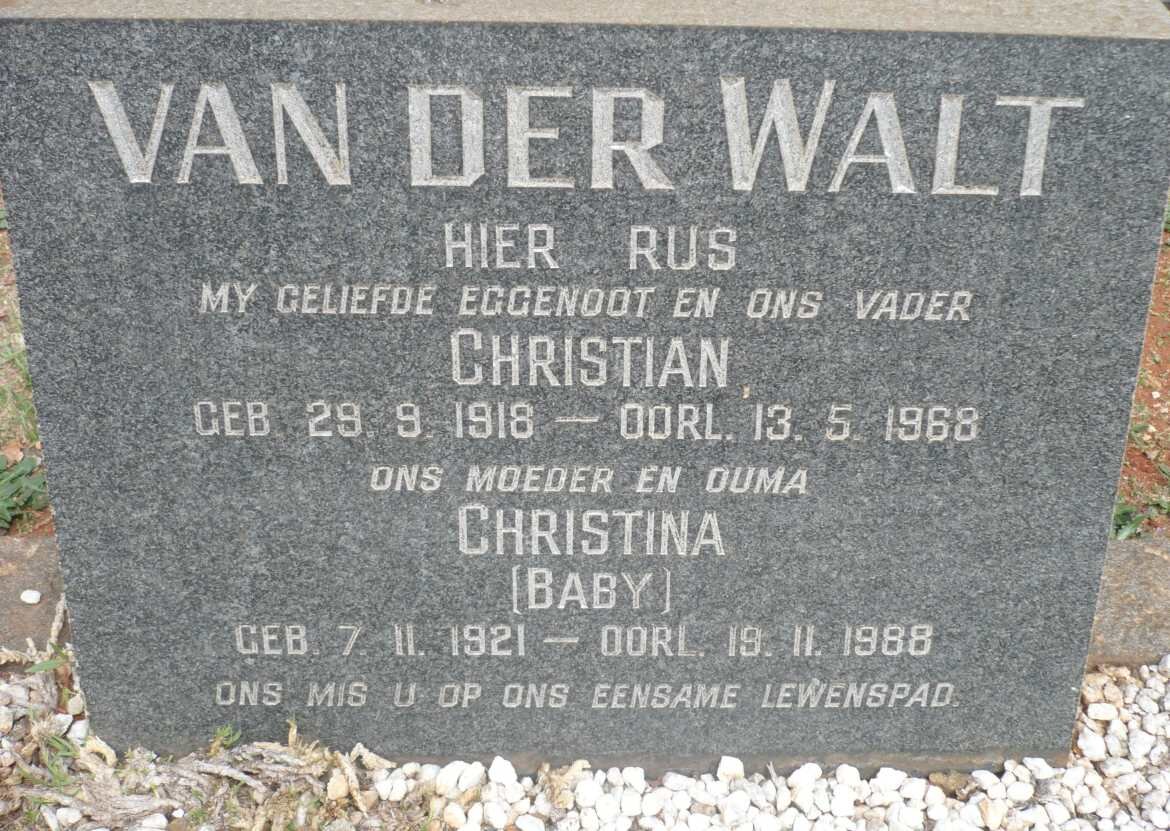 VAN DER WALT
HIER RUS
MY GELIEFDE EGGENOOT EN ONS VADER
CHRISTIAN
GEB. 29. 9. 1918 — OORL. 13. 5. 1968
ONS MOEDER EN OUMA
CHRISTINA
(BABY)
GEB. 7. 11. 1921 — OORL. 19. 11. 1988
ONS MIS U OP ONS EENSAME LEWENSPAD.